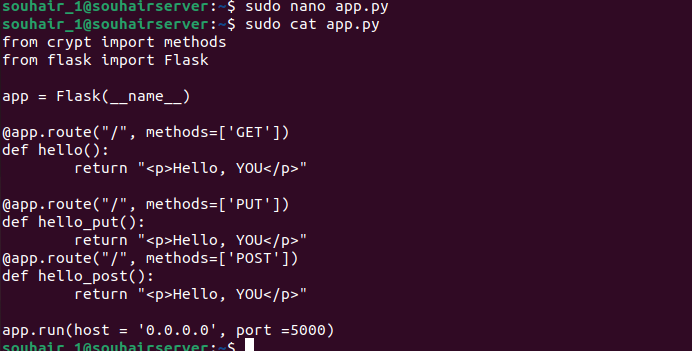 souhair_1@souhairserver:~$ sudo nano app.py
souhair_1@souhairserver:~$ sudo cat app.py
from crypt import methods
from flask import Flask

app = Flask(__name__)

@app.route("/", methods=['GET'])
def hello():
        return "<p>Hello, YOU</p>"

@app.route("/", methods=['PUT'])
def hello_put():
        return "<p>Hello, YOU</p>"
@app.route("/", methods=['POST'])
def hello_post():
        return "<p>Hello, YOU</p>"

app.run(host = '0.0.0.0', port =5000)
souhair_1@souhairserver:~$